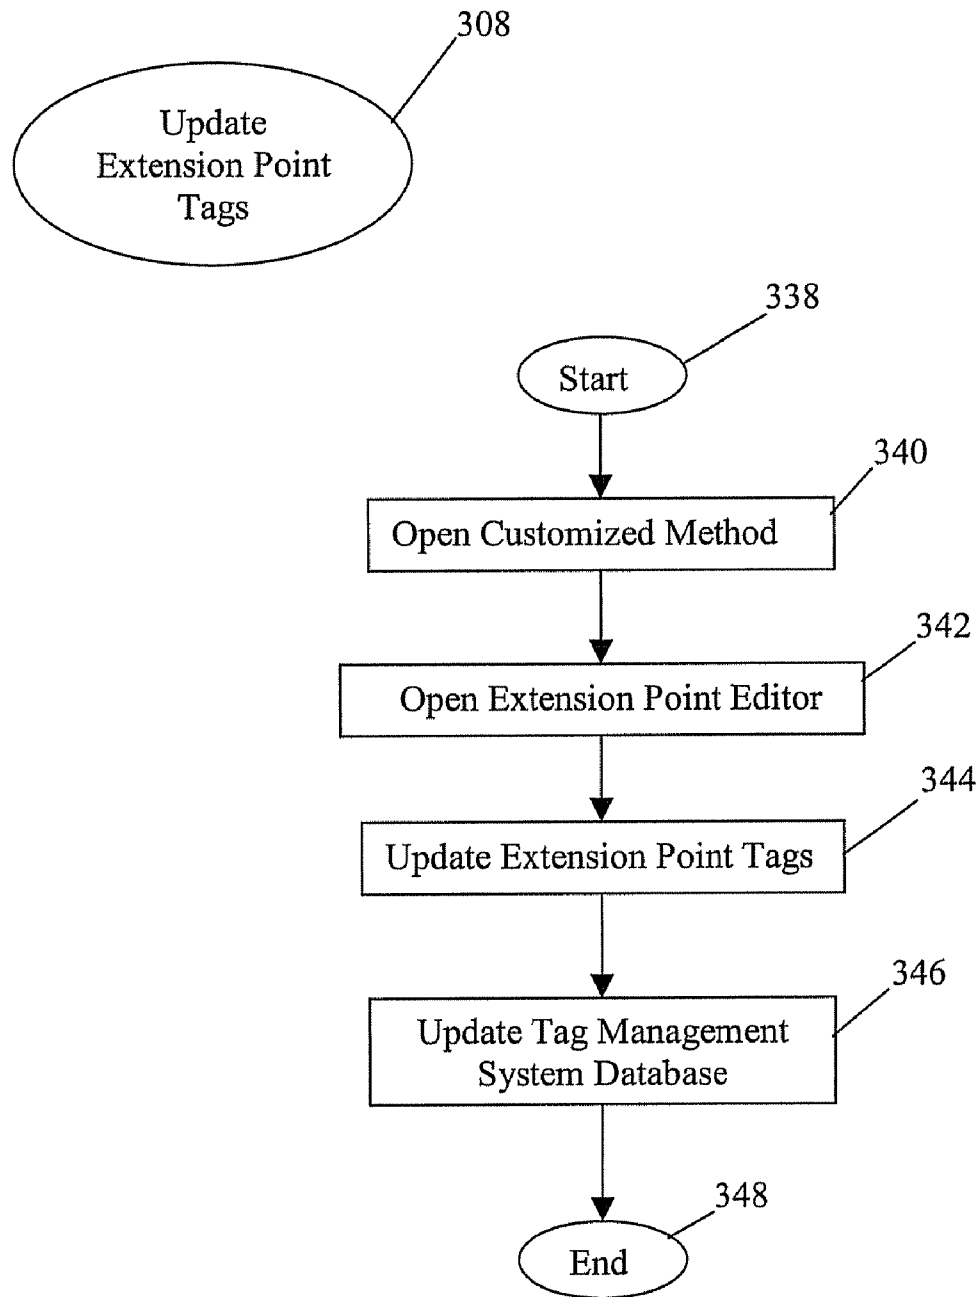 308
Update
Extension Point
Tags
338
Start
340
Open Customized Method
342
Open Extension Point Editor
344
Update Extension Point Tags
346
Update Tag Management
System Database
348
End